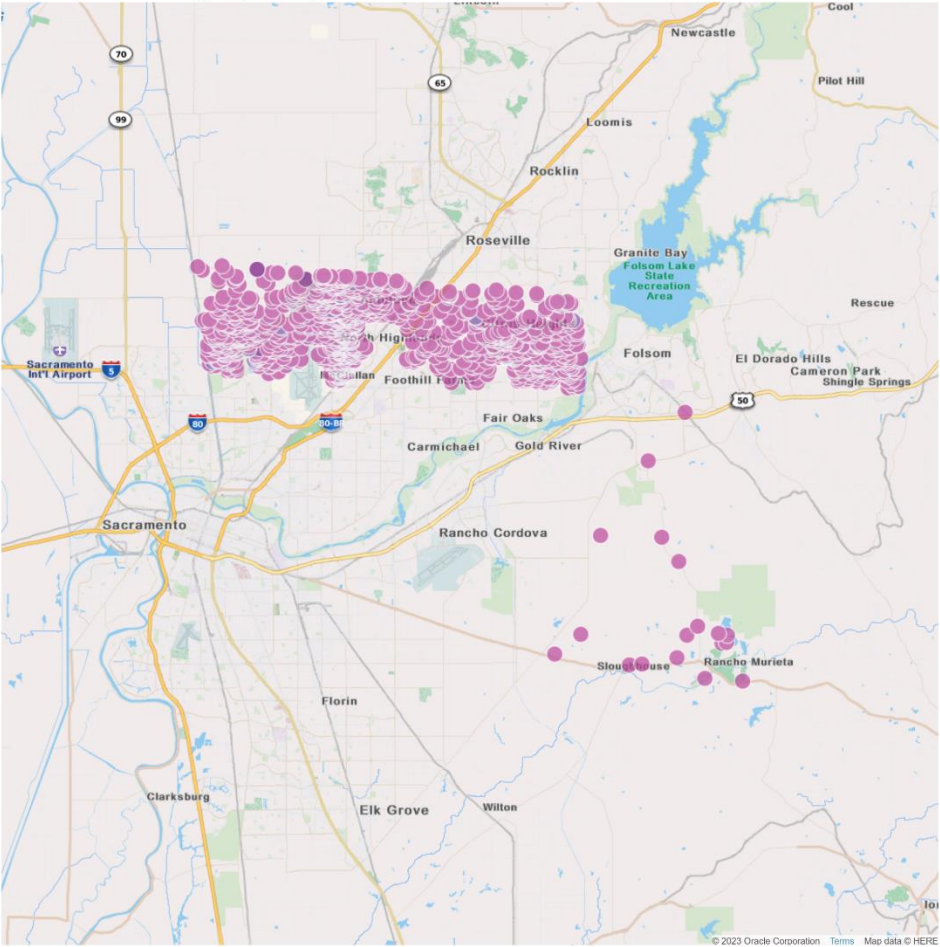 Cool
Newcastle
70
65
Pilot Hill
99
Loomis
Rocklin
Roseville
Granite Bay
Folsom Lake
State
Recreation
Area
Rescue
North Highlands
Sacramento
Int'l Airport
5
Folsom
El Dorado Hills
Cameron Park
Shingle Springs
McClellan
Foothill Farms
50
80
80-BR
Fair Oaks
Carmichael
Gold River
Sacramento
Rancho Cordova
Sloughhouse
Rancho Murieta
Florin
Clarksburg
Elk Grove
Wilton
© 2023 Oracle Corporation Terms Map data © HERE